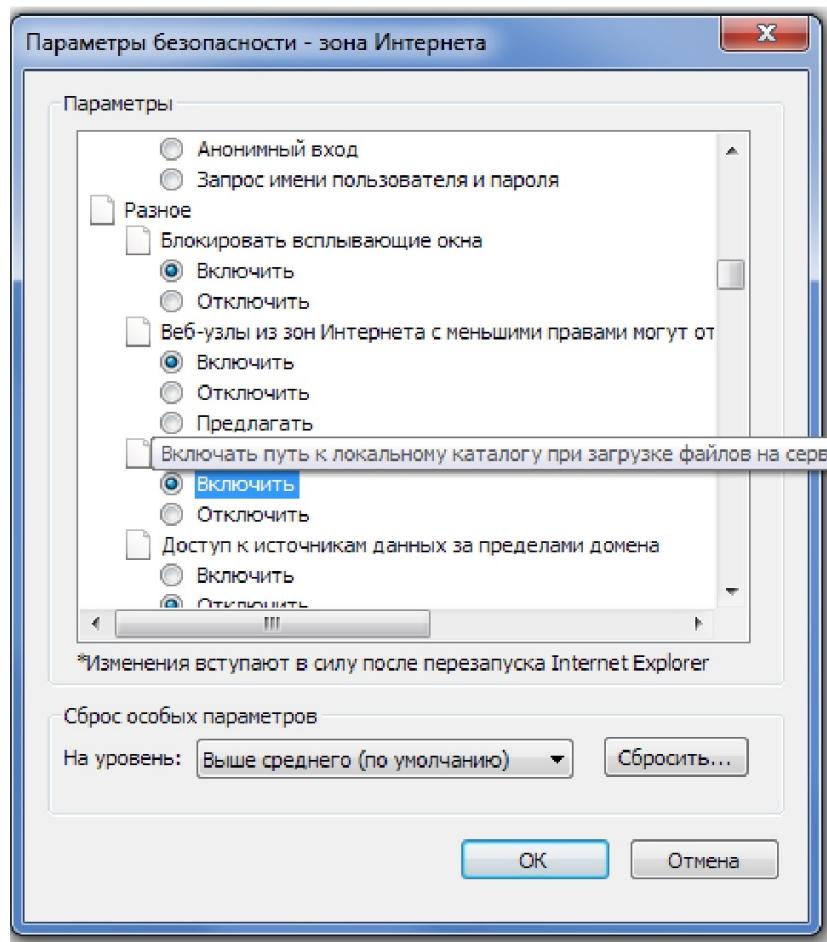 Параметры безопасности - зона Интернета
Параметры
Анонимный вход
Запрос имени пользователя и пароля
Разное
Блокировать всплывающие окна
Включить
Отключить
Веб-узлы из зон Интернета с меньшими правами могут от
Включить
Отключить
Предлагать
Включать путь к локальному каталогу при загрузке файлов на серв
Включить
Отключить
Доступ к источникам данных за пределами домена
Включить
Отключить
*Изменения вступают в силу после перезапуска Internet Explorer
Сброс особых параметров
На уровень: Выше среднего (по умолчанию) Сбросить...
ОК Отмена